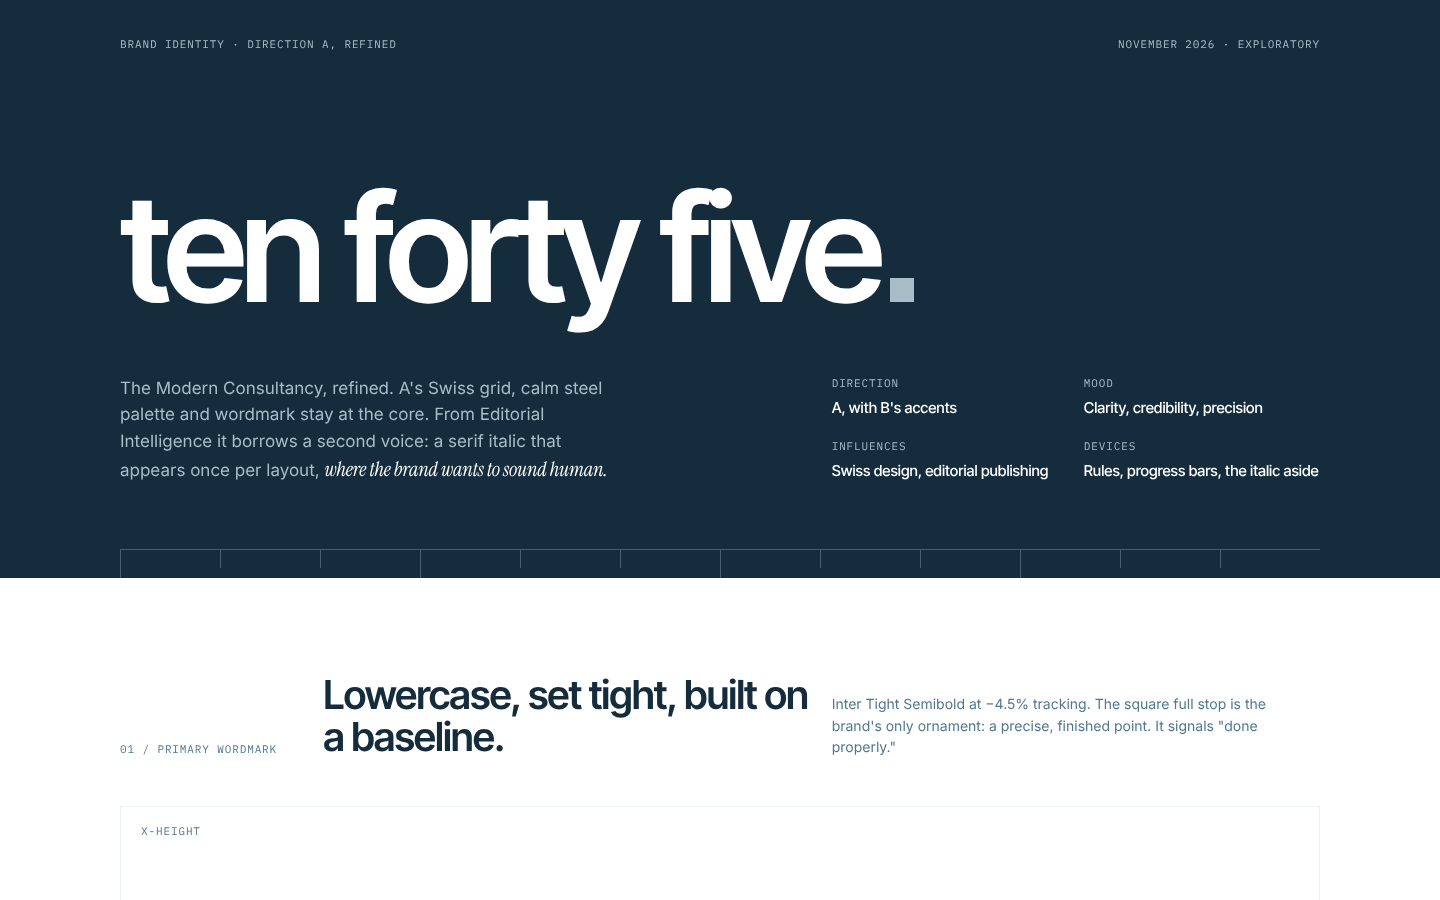 BRAND IDENTITY · DIRECTION A, REFINED
NOVEMBER 2026 · EXPLORATORY
ten forty five.
The Modern Consultancy, refined. A's Swiss grid, calm steel
palette and wordmark stay at the core. From Editorial
Intelligence it borrows a second voice: a serif italic that
appears once per layout, where the brand wants to sound human.
DIRECTION
A, with B's accents
MOOD
Clarity, credibility, precision
INFLUENCES
Swiss design, editorial publishing
DEVICES
Rules, progress bars, the italic aside
01 / PRIMARY WORDMARK
Lowercase, set tight, built on
a baseline.
Inter Tight Semibold at −4.5% tracking. The square full stop is the
brand's only ornament: a precise, finished point. It signals "done
properly."
X-HEIGHT